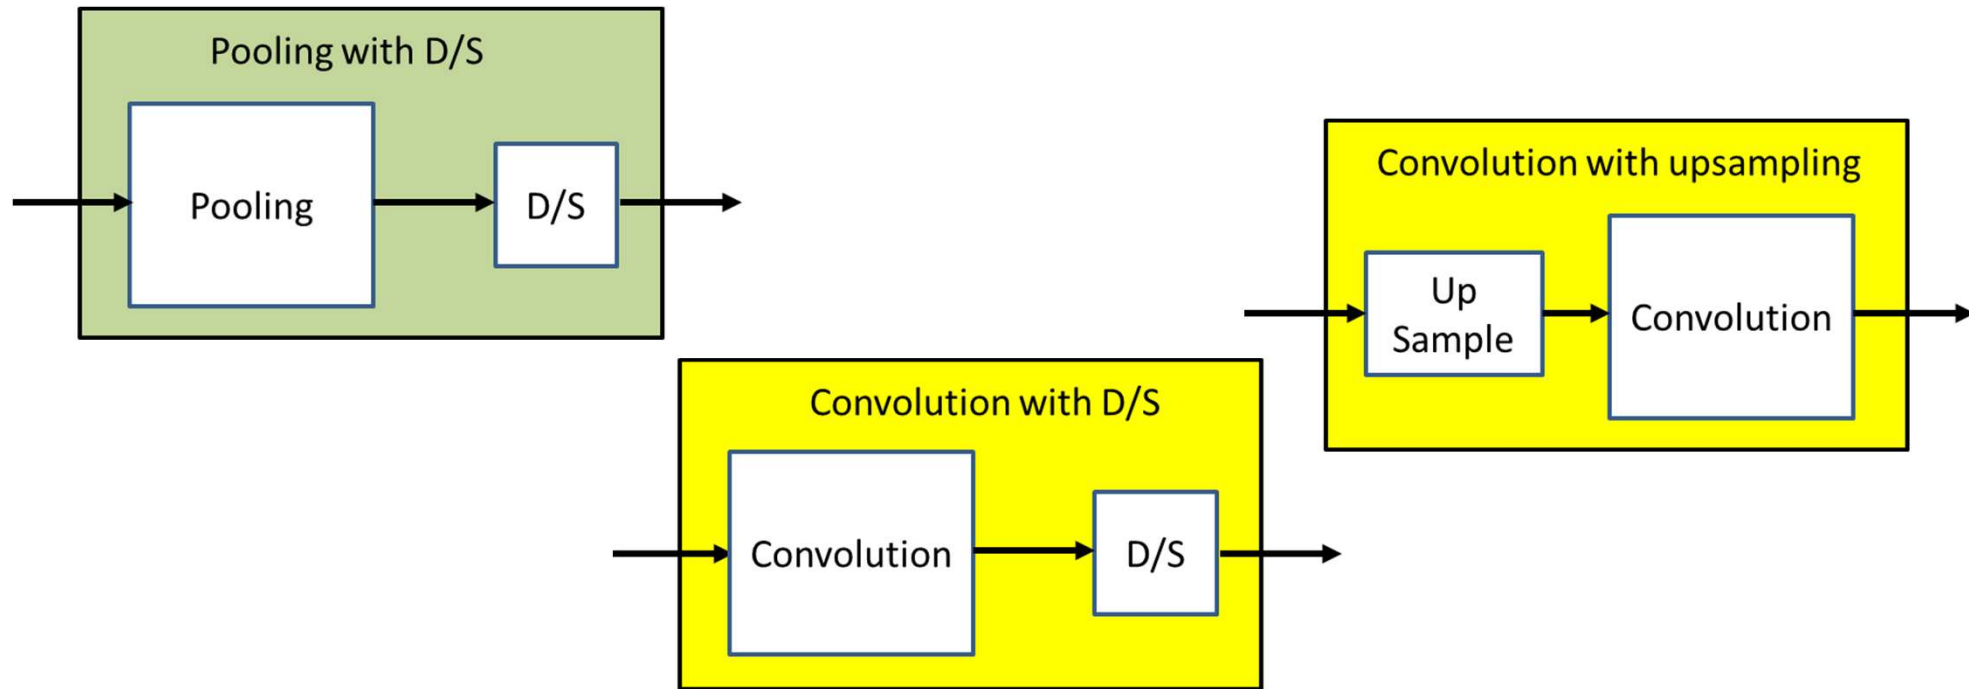 Pooling with D/S
Pooling
D/S
Convolution with upsampling
Up
Sample
Convolution
Convolution with D/S
Convolution
D/S